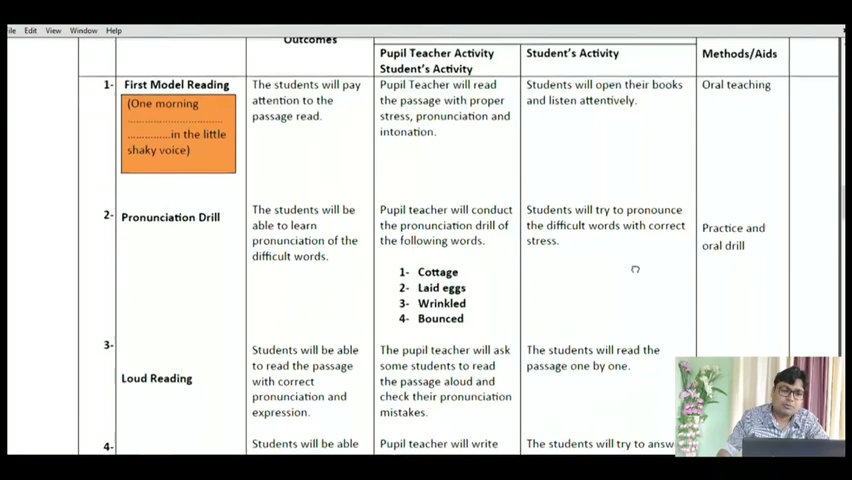 ile Edit View Window Help
Outcomes
Pupil Teacher Activity
Student's Activity
Student's Activity
Methods/Aids
1- First Model Reading
(One morning
..................................
...............in the little
shaky voice)
The students will pay
attention to the
passage read.
Pupil Teacher will read
the passage with proper
stress, pronunciation and
intonation.
Students will open their books
and listen attentively.
Oral teaching
2- Pronunciation Drill
The students will be
able to learn
pronunciation of the
difficult words.
Pupil teacher will conduct
the pronunciation drill of
the following words.
1- Cottage
2- Laid eggs
3- Wrinkled
4- Bounced
Students will try to pronounce
the difficult words with correct
stress.
Practice and
oral drill
3-
Loud Reading
Students will be able
to read the passage
with correct
pronunciation and
expression.
The pupil teacher will ask
some students to read
the passage aloud and
check their pronunciation
mistakes.
The students will read the
passage one by one.
4-
Students will be able
Pupil teacher will write
The students will try to answ